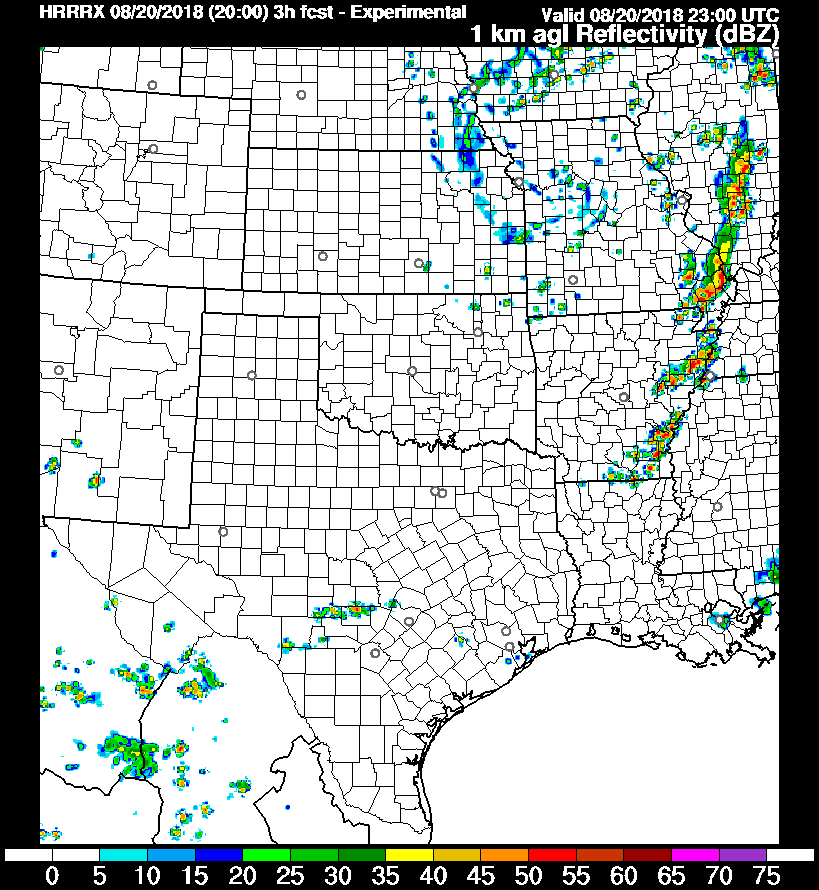 HRRRX 08/20/2018 (20:00) 3h fcst - Experimental
Valid 08/20/2018 23:00 UTC
1 km agl Reflectivity (dBZ)
0 5 10 15 20 25 30 35 40 45 50 55 60 65 70 75